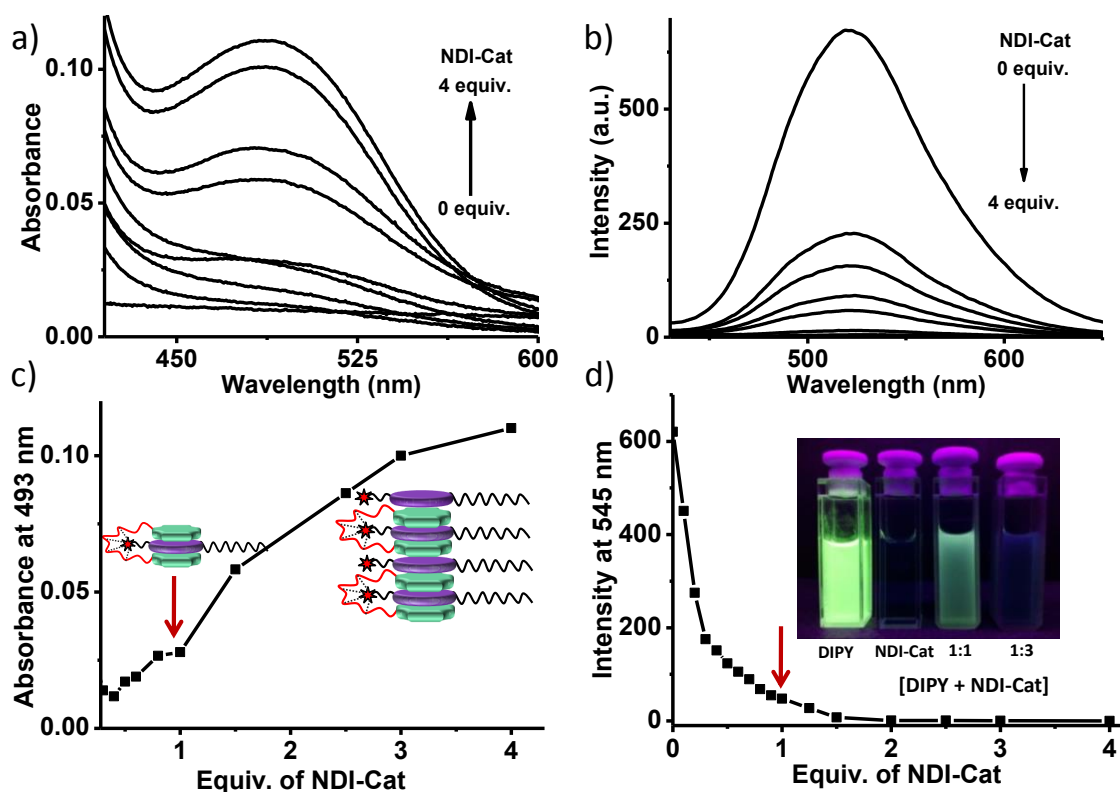 a)
NDI-Cat
4 equiv.
0 equiv.
Absorbance
0.10
0.05
0.00
450
525
600
Wavelength (nm)
b)
NDI-Cat
0 equiv.
4 equiv.
Intensity (a.u.)
500
250
0
500
600
Wavelength (nm)
c)
Absorbance at 493 nm
0.10
0.05
0.00
1
2
3
4
Equiv. of NDI-Cat
d)
Intensity at 545 nm
600
400
200
0
0
1
2
3
4
Equiv. of NDI-Cat
DIPY NDI-Cat 1:1 1:3
[DIPY + NDI-Cat]